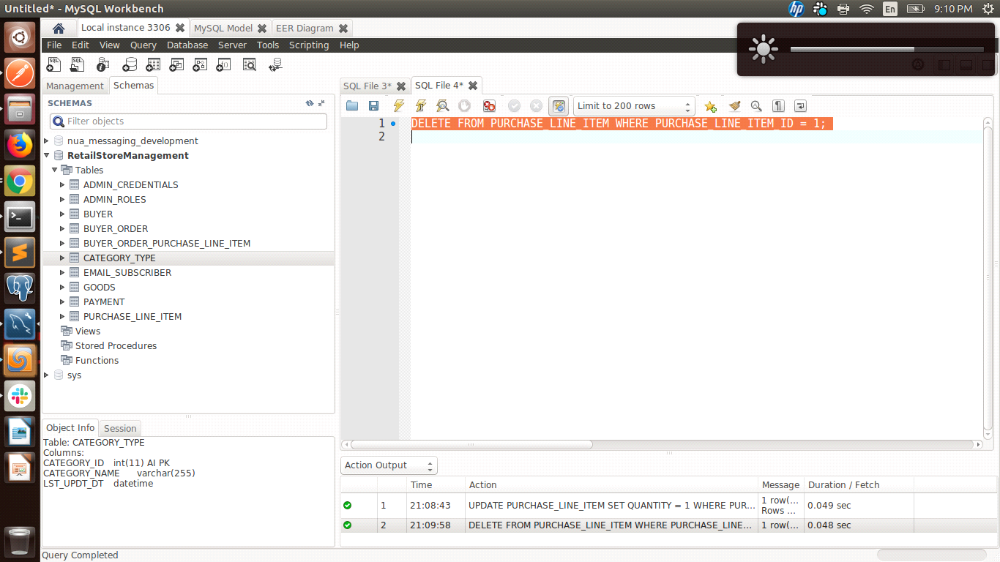 Untitled* - MySQL Workbench
En
9:10 PM
Local instance 3306
MySQL Model
EER Diagram
File Edit View Query Database Server Tools Scripting Help
Management
Schemas
SQL File 3*
SQL File 4*
SCHEMAS
Limit to 200 rows
Filter objects
1 DELETE FROM PURCHASE_LINE_ITEM WHERE PURCHASE_LINE_ITEM_ID = 1;
2
nua_messaging_development
RetailStoreManagement
Tables
ADMIN_CREDENTIALS
ADMIN_ROLES
BUYER
BUYER_ORDER
BUYER_ORDER_PURCHASE_LINE_ITEM
CATEGORY_TYPE
EMAIL_SUBSCRIBER
GOODS
PAYMENT
PURCHASE_LINE_ITEM
Views
Stored Procedures
Functions
sys
Object Info
Session
Table: CATEGORY_TYPE
Columns:
CATEGORY_ID int(11) AI PK
CATEGORY_NAME varchar(255)
LST_UPDT_DT datetime
Action Output
Time Action Message Duration / Fetch
1 21:08:43 UPDATE PURCHASE_LINE_ITEM SET QUANTITY = 1 WHERE PUR... 1 row(... 0.049 sec
Rows ...
2 21:09:58 DELETE FROM PURCHASE_LINE_ITEM WHERE PURCHASE_LINE... 1 row(... 0.048 sec
Query Completed